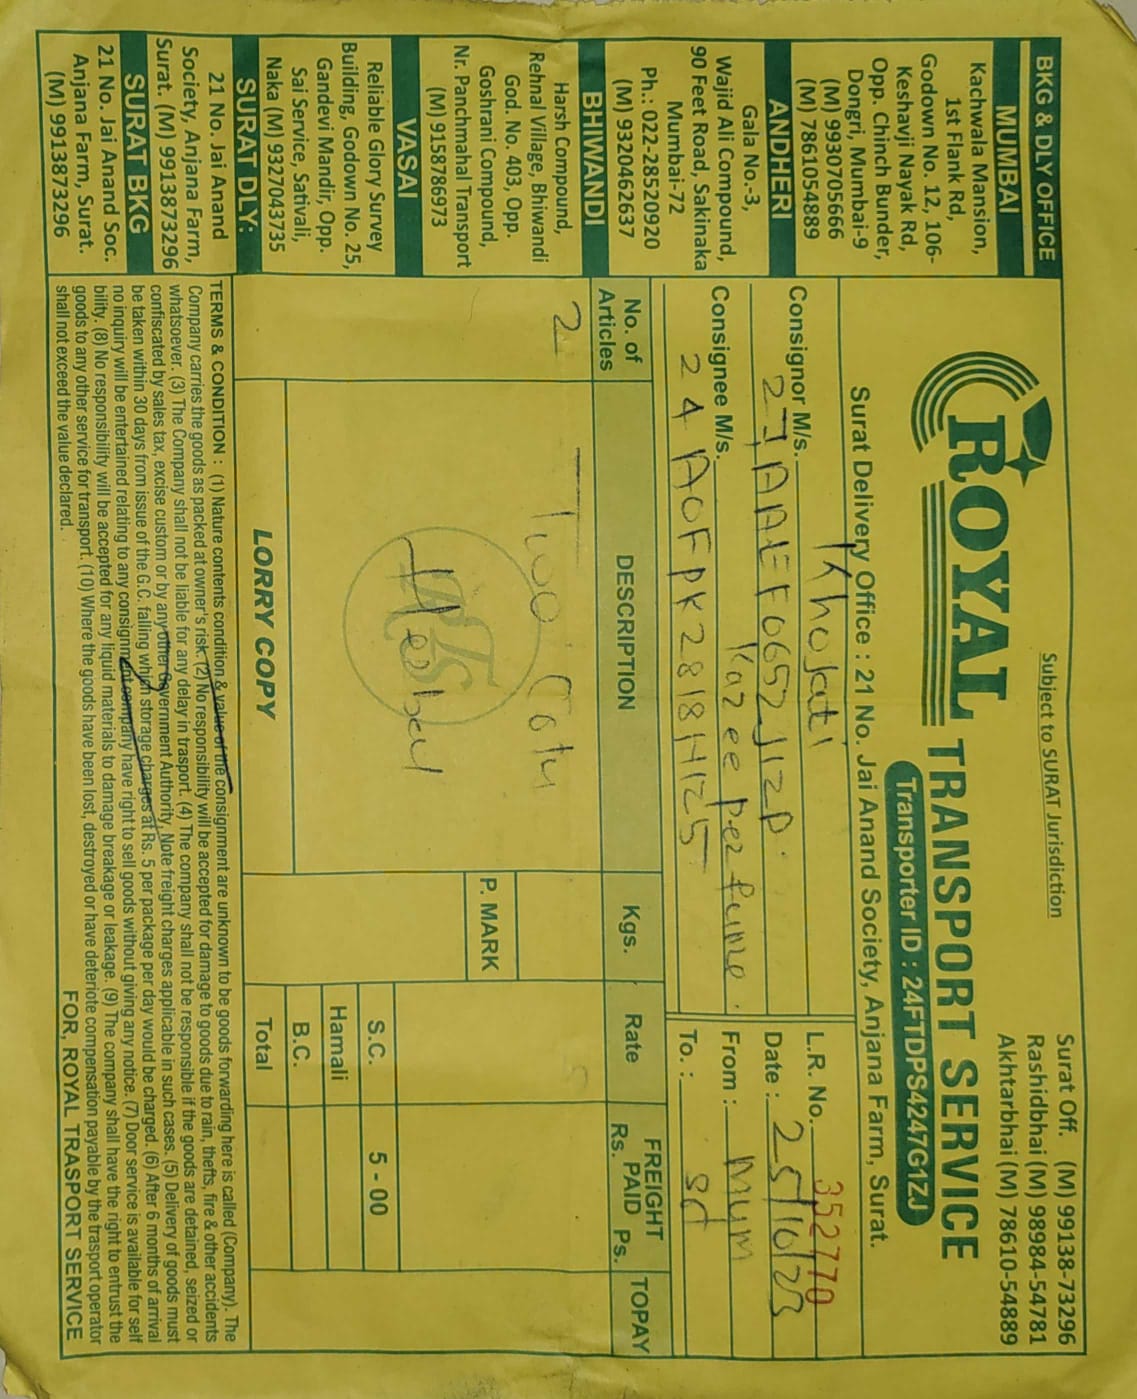 Subject to SURAT Jurisdiction
Surat Off. (M) 99138-73296
Rashidbhai (M) 98984-54781
Akhtarbhai (M) 78610-54889
ROYAL TRANSPORT SERVICE
Transporter ID : 24FTDPS4247G1ZJ
Surat Delivery Office : 21 No. Jai Anand Society, Anjana Farm, Surat.
BKG & DLY OFFICE
MUMBAI
Kachwala Mansion,
1st Flank Rd,
Godown No. 12, 106-
Keshavji Nayak Rd,
Opp. Chinch Bunder,
Dongri, Mumbai-9
(M) 9930705666
(M) 7861054889
ANDHERI
Gala No.-3,
Wajid Ali Compound,
90 Feet Road, Sakinaka
Mumbai-72
Ph.: 022-28520920
(M) 9320462637
BHIWANDI
Harsh Compound,
Rehnal Village, Bhiwandi
God. No. 403, Opp.
Goshrani Compound,
Nr. Panchmahal Transport
(M) 9158786973
VASAI
Reliable Glory Survey
Building, Godown No. 25,
Gandevi Mandir, Opp.
Sai Service, Sativali,
Naka (M) 9327043735
SURAT DLY:
21 No. Jai Anand
Society, Anjana Farm,
Surat. (M) 9913873296
SURAT BKG
21 No. Jai Anand Soc.
Anjana Farm, Surat.
(M) 9913873296
Consignor M/s. Khojati
Consignee M/s. Kazee Perfume.
24AOFPK2818H1Z5
L.R. No. 352770
Date : 25/10/23
From : Mum
To. :
No. of Articles
DESCRIPTION
Kgs.
Rate
FREIGHT
PAID
Rs. Ps.
TOPAY
2
Two
P. MARK
S.C. 5 - 00
Hamali
B.C.
Total
LORRY COPY
TERMS & CONDITION : (1) Nature contents condition & value of the consignment are unknown to be goods forwarding here is called (Company). The
Company carries the goods as packed at owner's risk. (2) No responsibility will be accepted for damage to goods due to rain, thefts, fire & other accidents
whatsoever. (3) The Company shall not be liable for any delay in trasport. (4) The company shall not be responsible if the goods are detained, seized or
confiscated by sales tax, excise custom or by any other Government Authority, Note freight charges applicable in such cases. (5) Delivery of goods must
be taken within 30 days from issue of the G.C. falling which storage charges at Rs. 5 per package per day would be charged. (6) After 6 months of arrival
no inquiry will be entertained relating to any consignment company have right to sell goods without giving any notice. (7) Door service is available for self
bility. (8) No responsibility will be accepted for any liquid materials to damage breakage or leakage. (9) The company shall have the right to entrust the
goods to any other service for transport. (10) Where the goods have been lost, destroyed or have deteriote compensation payable by the trasport operator
shall not exceed the value declared.
FOR, ROYAL TRASPORT SERVICE